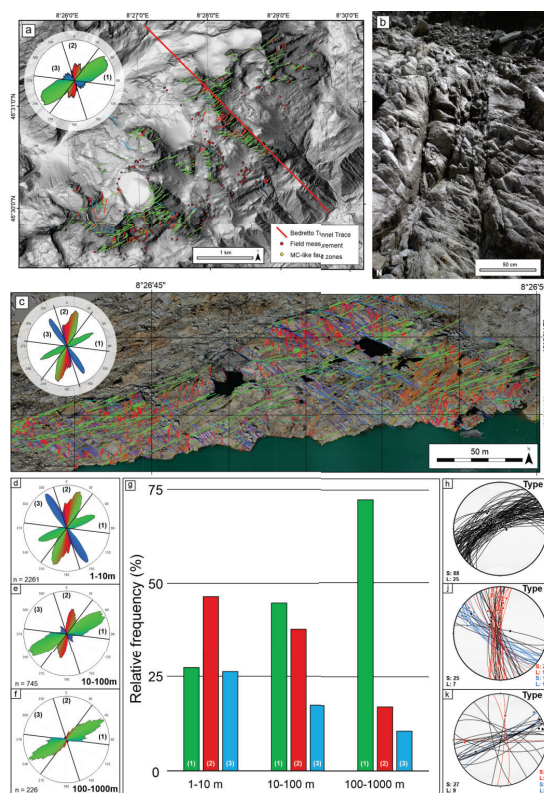 a
8°26'0"E
8°27'0"E
8°28'0"E
8°29'0"E
8°30'0"E
(2)
(3)
(1)
46°31'0"N
46°30'0"N
Bedretto Tunnel Trace
Field measurement
MC-like fault zones
1 km
b
N
50 cm
c
8°26'45"
8°26'50
(2)
(3)
(1)
50 m
N
d
(2)
(3)
(1)
n = 2261
1-10m
e
(2)
(3)
(1)
n = 745
10-100m
f
(2)
(3)
(1)
n = 226
100-1000m
g
Relative frequency (%)
75
50
25
0
(1)
(2)
(3)
(1)
(2)
(3)
(1)
(2)
(3)
1-10 m
10-100 m
100-1000 m
h
Type
S: 88
L: 25
j
Type
S: 25
L: 7
k
Type
S: 27
L: 9